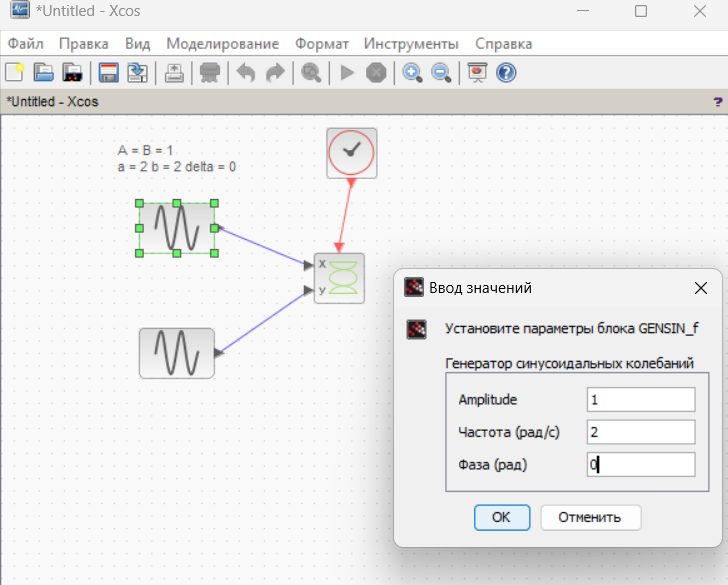 *Untitled - Xcos
Файл Правка Вид Моделирование Формат Инструменты Справка
*Untitled - Xcos ?
A = B = 1
a = 2 b = 2 delta = 0
x
y
Ввод значений
Установите параметры блока GENSIN_f
Генератор синусоидальных колебаний
Amplitude 1
Частота (рад/с) 2
Фаза (рад) 0
OK Отменить